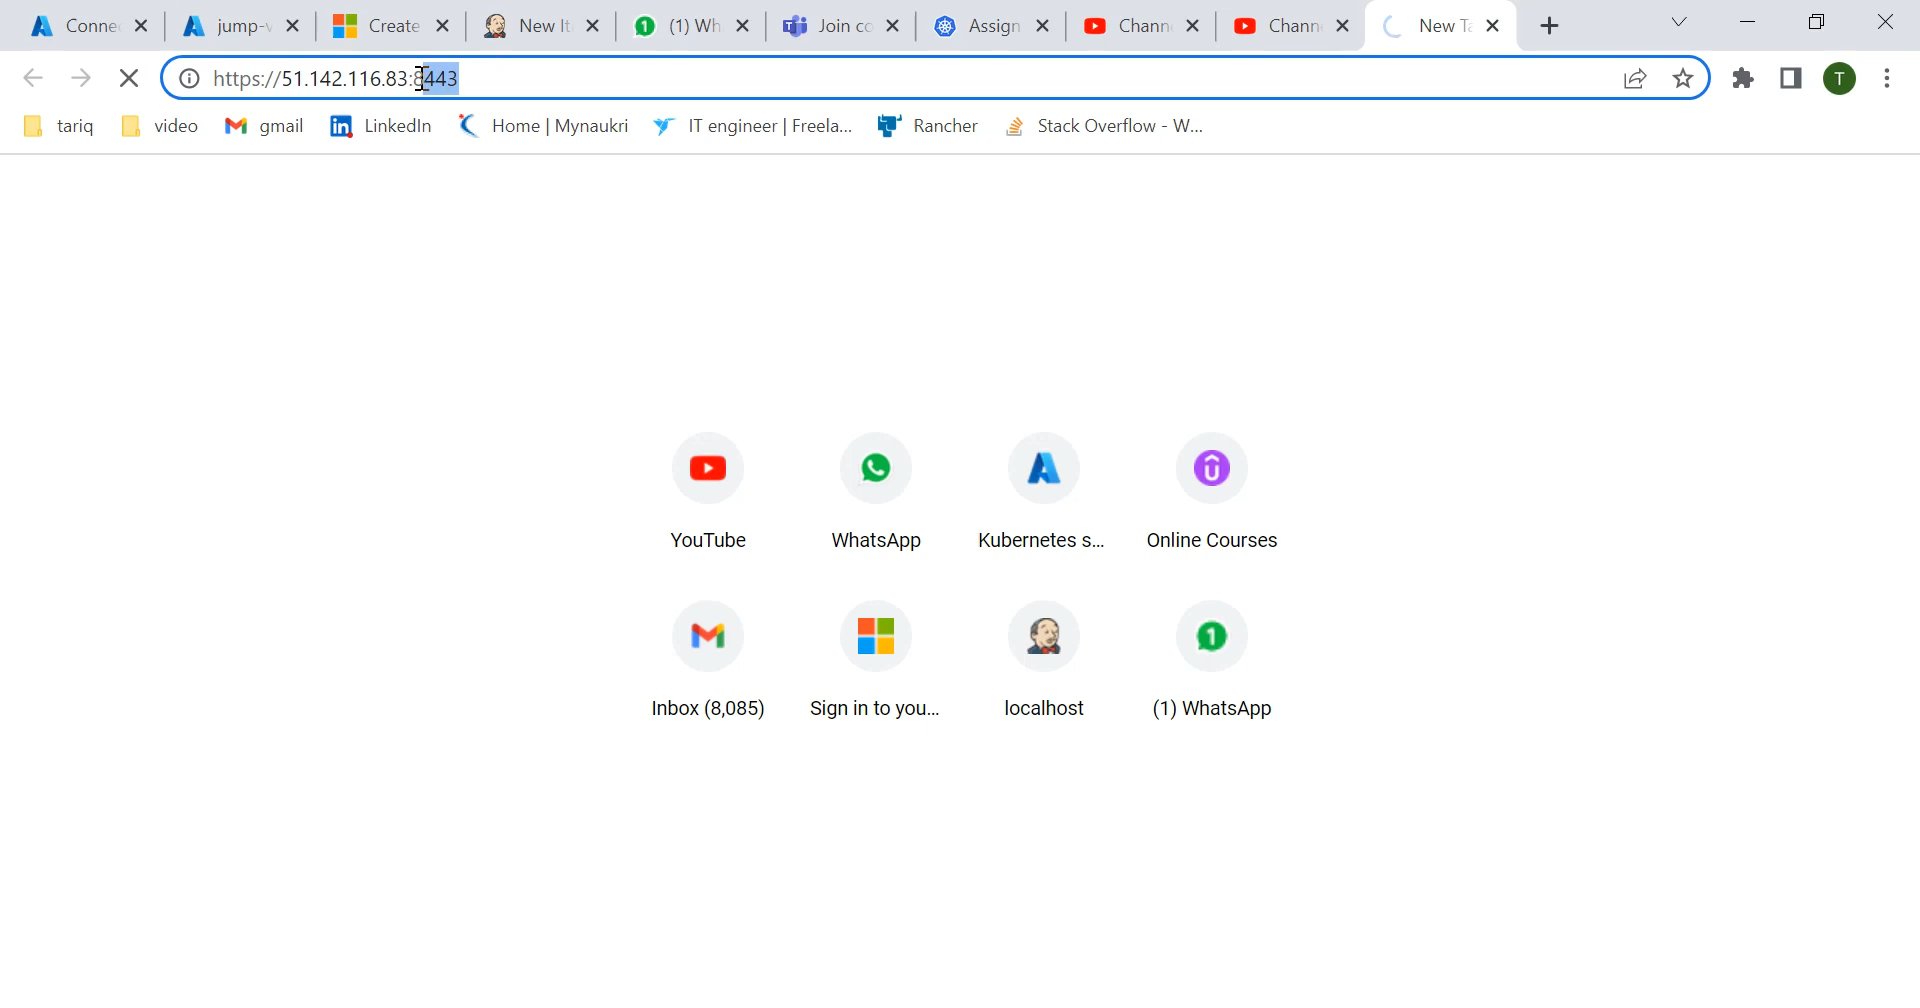 Conne jump-v Create New It (1) Wh Join co Assign Chann Chann New Ta
https://51.142.116.83:8443 T
tariq video gmail LinkedIn Home | Mynaukri IT engineer | Freela... Rancher Stack Overflow - W...
YouTube WhatsApp Kubernetes s... Online Courses
Inbox (8,085) Sign in to you... localhost (1) WhatsApp